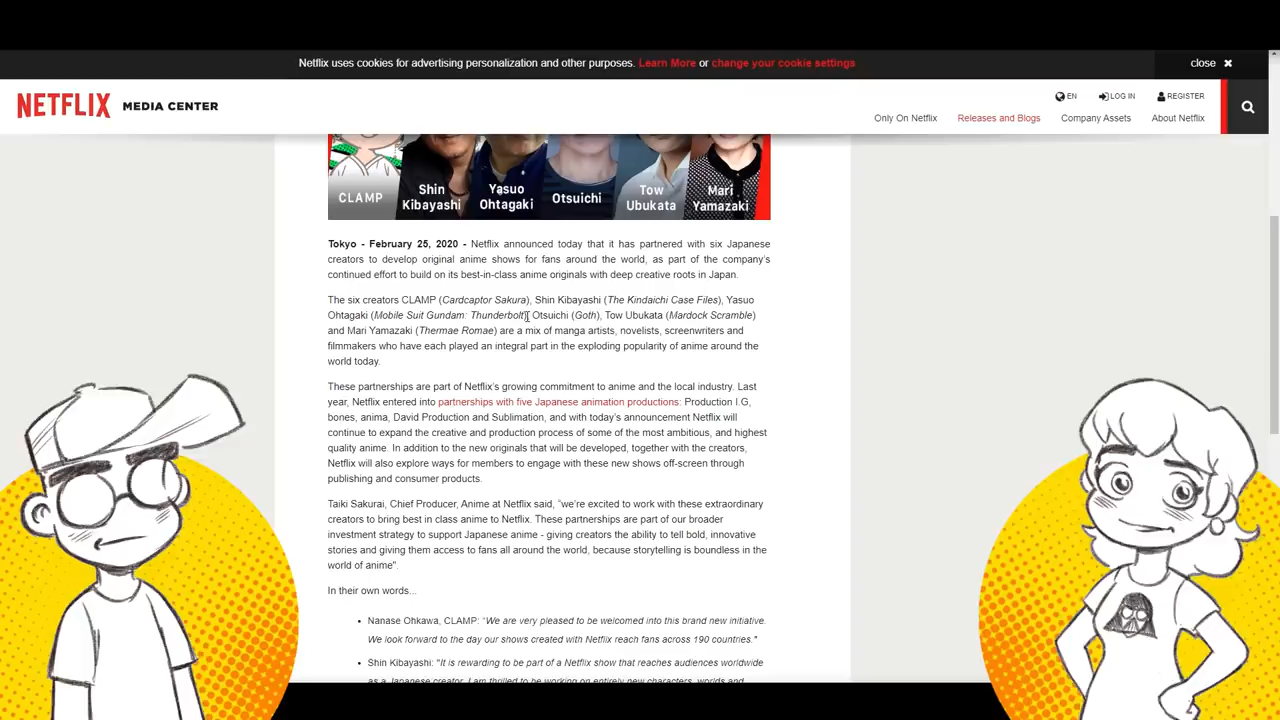 Netflix uses cookies for advertising personalization and other purposes. Learn More or change your cookie settings
close ✖
NETFLIX MEDIA CENTER
EN LOG IN REGISTER
Only On Netflix Releases and Blogs Company Assets About Netflix
CLAMP
Shin
Kibayashi
Yasuo
Ohtagaki
Otsuichi
Tow
Ubukata
Mari
Yamazaki
Tokyo - February 25, 2020 - Netflix announced today that it has partnered with six Japanese
creators to develop original anime shows for fans around the world, as part of the company's
continued effort to build on its best-in-class anime originals with deep creative roots in Japan.
The six creators CLAMP (Cardcaptor Sakura), Shin Kibayashi (The Kindaichi Case Files), Yasuo
Ohtagaki (Mobile Suit Gundam: Thunderbolt) Otsuichi (Goth), Tow Ubukata (Mardock Scramble)
and Mari Yamazaki (Thermae Romae) are a mix of manga artists, novelists, screenwriters and
filmmakers who have each played an integral part in the exploding popularity of anime around the
world today.
These partnerships are part of Netflix's growing commitment to anime and the local industry. Last
year, Netflix entered into partnerships with five Japanese animation productions: Production I.G,
bones, anima, David Production and Sublimation, and with today's announcement Netflix will
continue to expand the creative and production process of some of the most ambitious, and highest
quality anime. In addition to the new originals that will be developed, together with the creators,
Netflix will also explore ways for members to engage with these new shows off-screen through
publishing and consumer products.
Taiki Sakurai, Chief Producer, Anime at Netflix said, "we're excited to work with these extraordinary
creators to bring best in class anime to Netflix. These partnerships are part of our broader
investment strategy to support Japanese anime - giving creators the ability to tell bold, innovative
stories and giving them access to fans all around the world, because storytelling is boundless in the
world of anime".
In their own words...
• Nanase Ohkawa, CLAMP: "We are very pleased to be welcomed into this brand new initiative.
We look forward to the day our shows created with Netflix reach fans across 190 countries."
• Shin Kibayashi: "It is rewarding to be part of a Netflix show that reaches audiences worldwide
as a Japanese creator. I am thrilled to be working on entirely new characters, worlds and